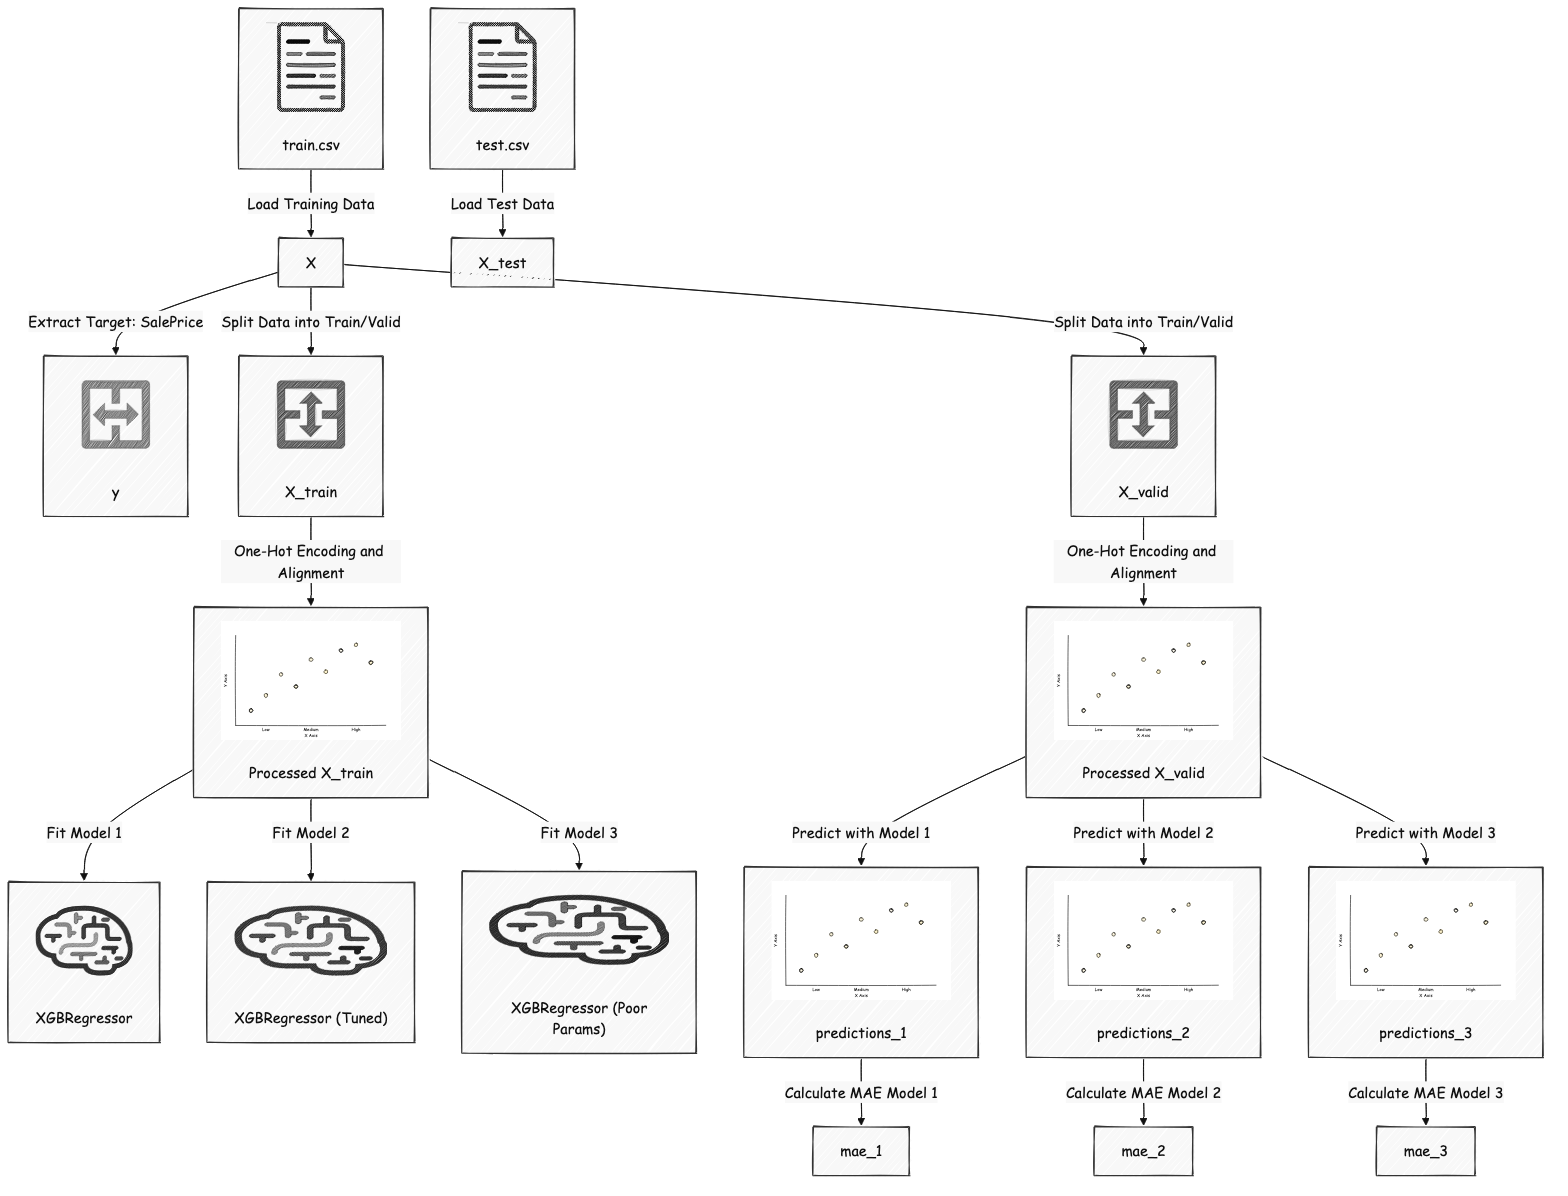 train.csv
test.csv
Load Training Data
Load Test Data
X
X_test
Extract Target: SalePrice
Split Data into Train/Valid
Split Data into Train/Valid
y
X_train
X_valid
One-Hot Encoding and
Alignment
One-Hot Encoding and
Alignment
Y Axis
Low
Medium
High
X Axis
Processed X_train
Y Axis
Low
Medium
High
X Axis
Processed X_valid
Fit Model 1
Fit Model 2
Fit Model 3
Predict with Model 1
Predict with Model 2
Predict with Model 3
XGBRegressor
XGBRegressor (Tuned)
XGBRegressor (Poor
Params)
Y Axis
Low
Medium
High
X Axis
predictions_1
Y Axis
Low
Medium
High
X Axis
predictions_2
Y Axis
Low
Medium
High
X Axis
predictions_3
Calculate MAE Model 1
Calculate MAE Model 2
Calculate MAE Model 3
mae_1
mae_2
mae_3